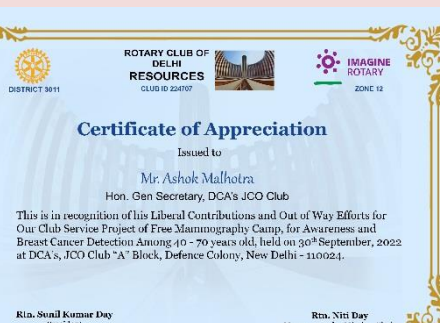 ROTARY CLUB OF
DELHI
RESOURCES
CLUB ID 224707
DISTRICT 3011
IMAGINE
ROTARY
ZONE 12
Certificate of Appreciation
Issued to
Mr. Ashok Malhotra
Hon. Gen Secretary, DCA's JCO Club
This is in recognition of his Liberal Contributions and Out of Way Efforts for
Our Club Service Project of Free Mammography Camp, for Awareness and
Breast Cancer Detection Among 40 - 70 years old, held on 30th September, 2022
at DCA's, JCO Club "A" Block, Defence Colony, New Delhi - 110024.
Rtn. Sunil Kumar Day
Rtn. Niti Day